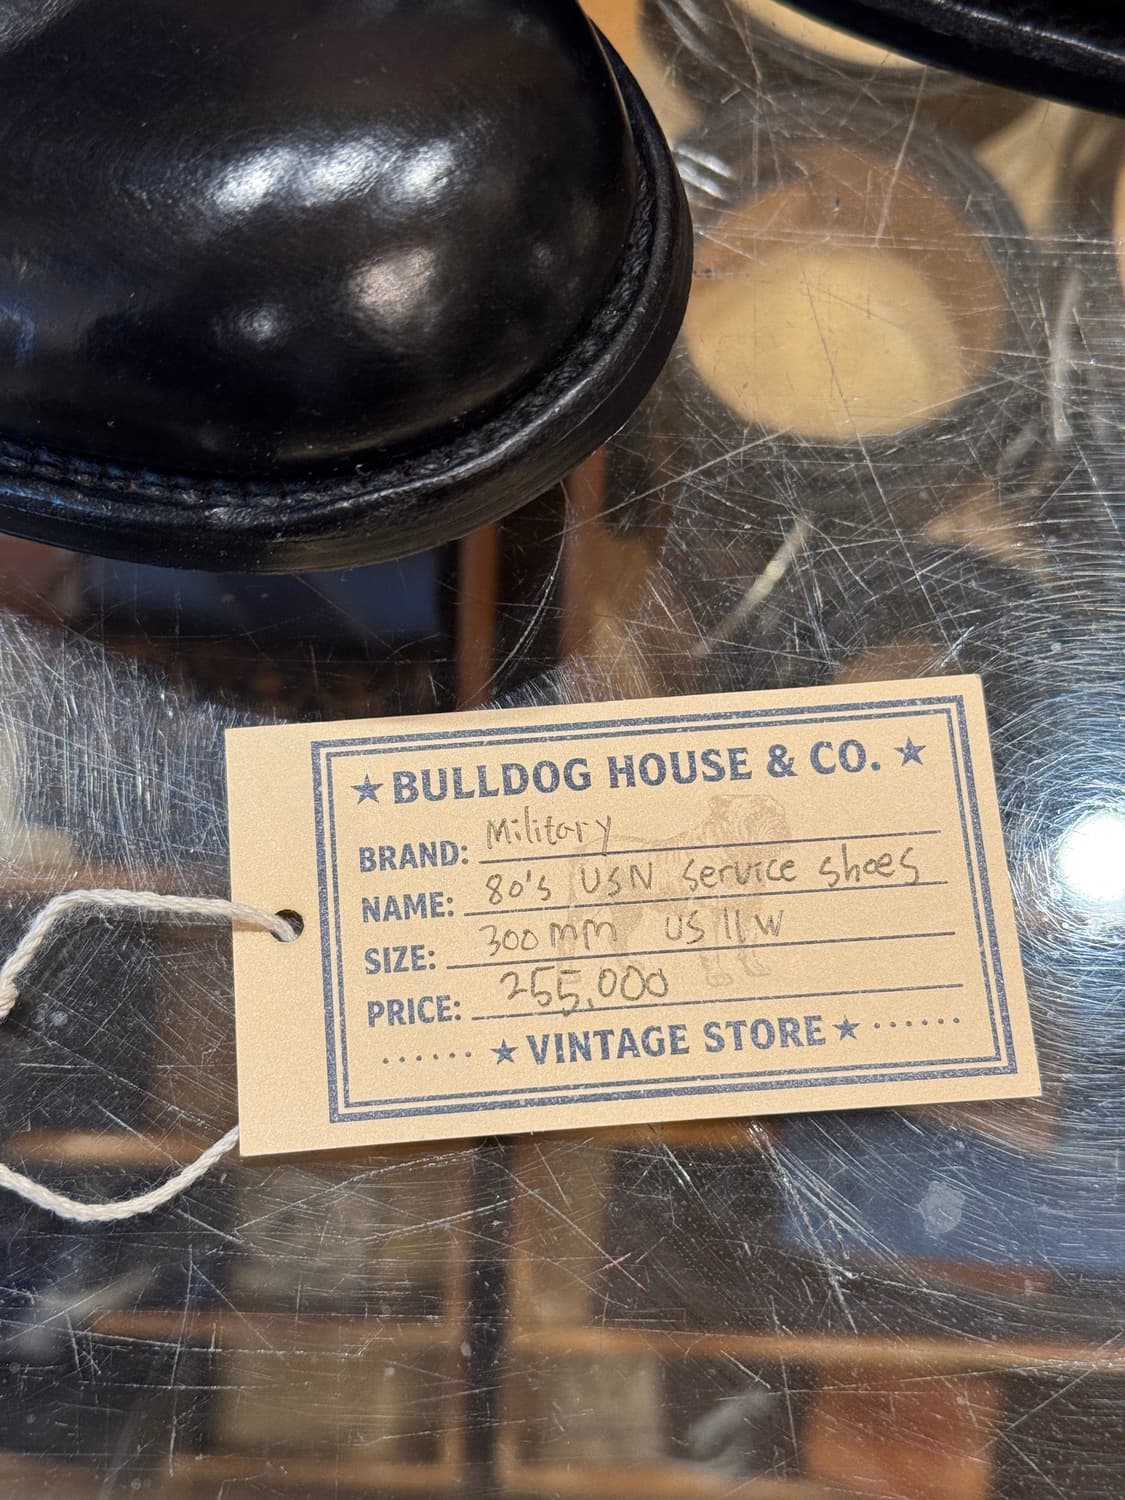 ★ BULLDOG HOUSE & CO. ★
BRAND: Military
NAME: 80's USN service shoes
SIZE: 300mm US 11 W
PRICE: 255,000
...... ★ VINTAGE STORE ★ ......